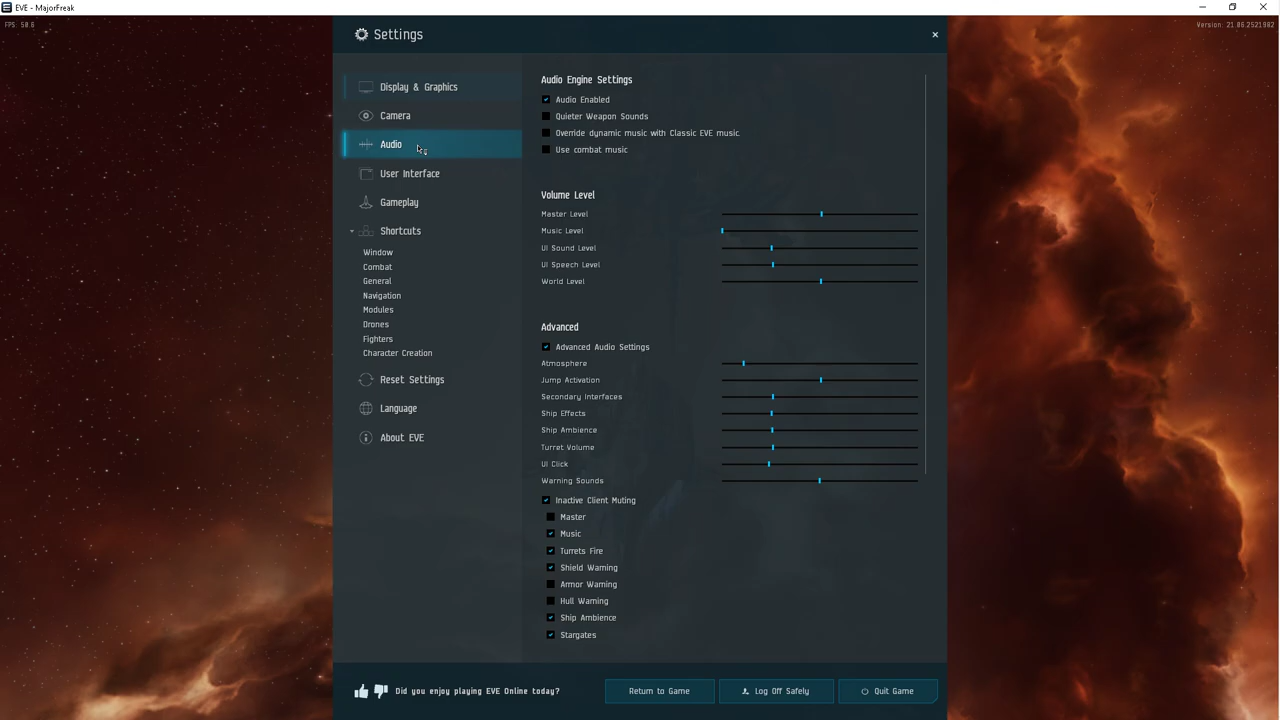 EVE - MajorFreak
FPS: 50.6
Version: 21.06.2521982
Settings
Display & Graphics
Camera
Audio
User Interface
Gameplay
Shortcuts
Window
Combat
General
Navigation
Modules
Drones
Fighters
Character Creation
Reset Settings
Language
About EVE
Audio Engine Settings
Audio Enabled
Quieter Weapon Sounds
Override dynamic music with Classic EVE music.
Use combat music
Volume Level
Master Level
Music Level
UI Sound Level
UI Speech Level
World Level
Advanced
Advanced Audio Settings
Atmosphere
Jump Activation
Secondary Interfaces
Ship Effects
Ship Ambience
Turret Volume
UI Click
Warning Sounds
Inactive Client Muting
Master
Music
Turrets Fire
Shield Warning
Armor Warning
Hull Warning
Ship Ambience
Stargates
Did you enjoy playing EVE Online today?
Return to Game
Log Off Safely
Quit Game